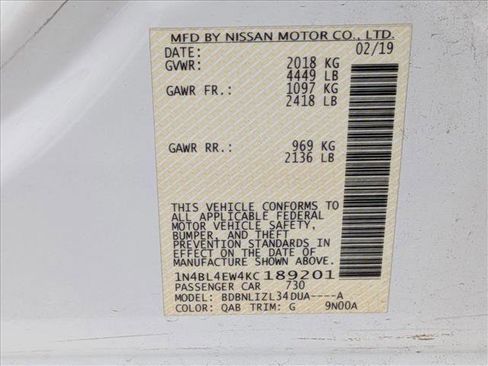 MFD BY NISSAN MOTOR CO., LTD.
DATE: 02/19
GVWR: 2018 KG
4449 LB
GAWR FR.: 1097 KG
2418 LB
GAWR RR.: 969 KG
2136 LB
THIS VEHICLE CONFORMS TO
ALL APPLICABLE FEDERAL
MOTOR VEHICLE SAFETY,
BUMPER, AND THEFT
PREVENTION STANDARDS IN
EFFECT ON THE DATE OF
MANUFACTURE SHOWN ABOVE.
1N4BL4EW4KC189201
PASSENGER CAR 730
MODEL: BDBNLIZL34DUA----A
COLOR: QAB TRIM: G 9N00A